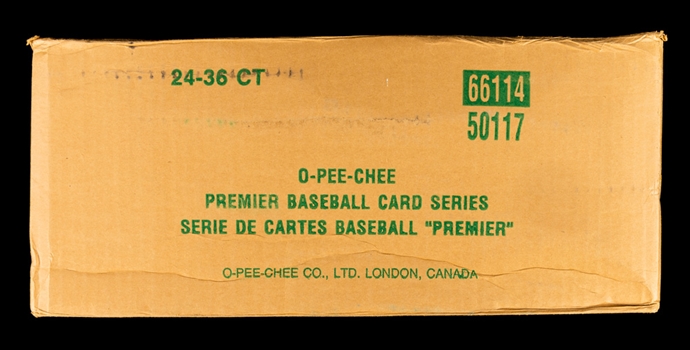 24-36 CT
66114
50117
O-PEE-CHEE
PREMIER BASEBALL CARD SERIES
SERIE DE CARTES BASEBALL "PREMIER"
O-PEE-CHEE CO., LTD. LONDON, CANADA